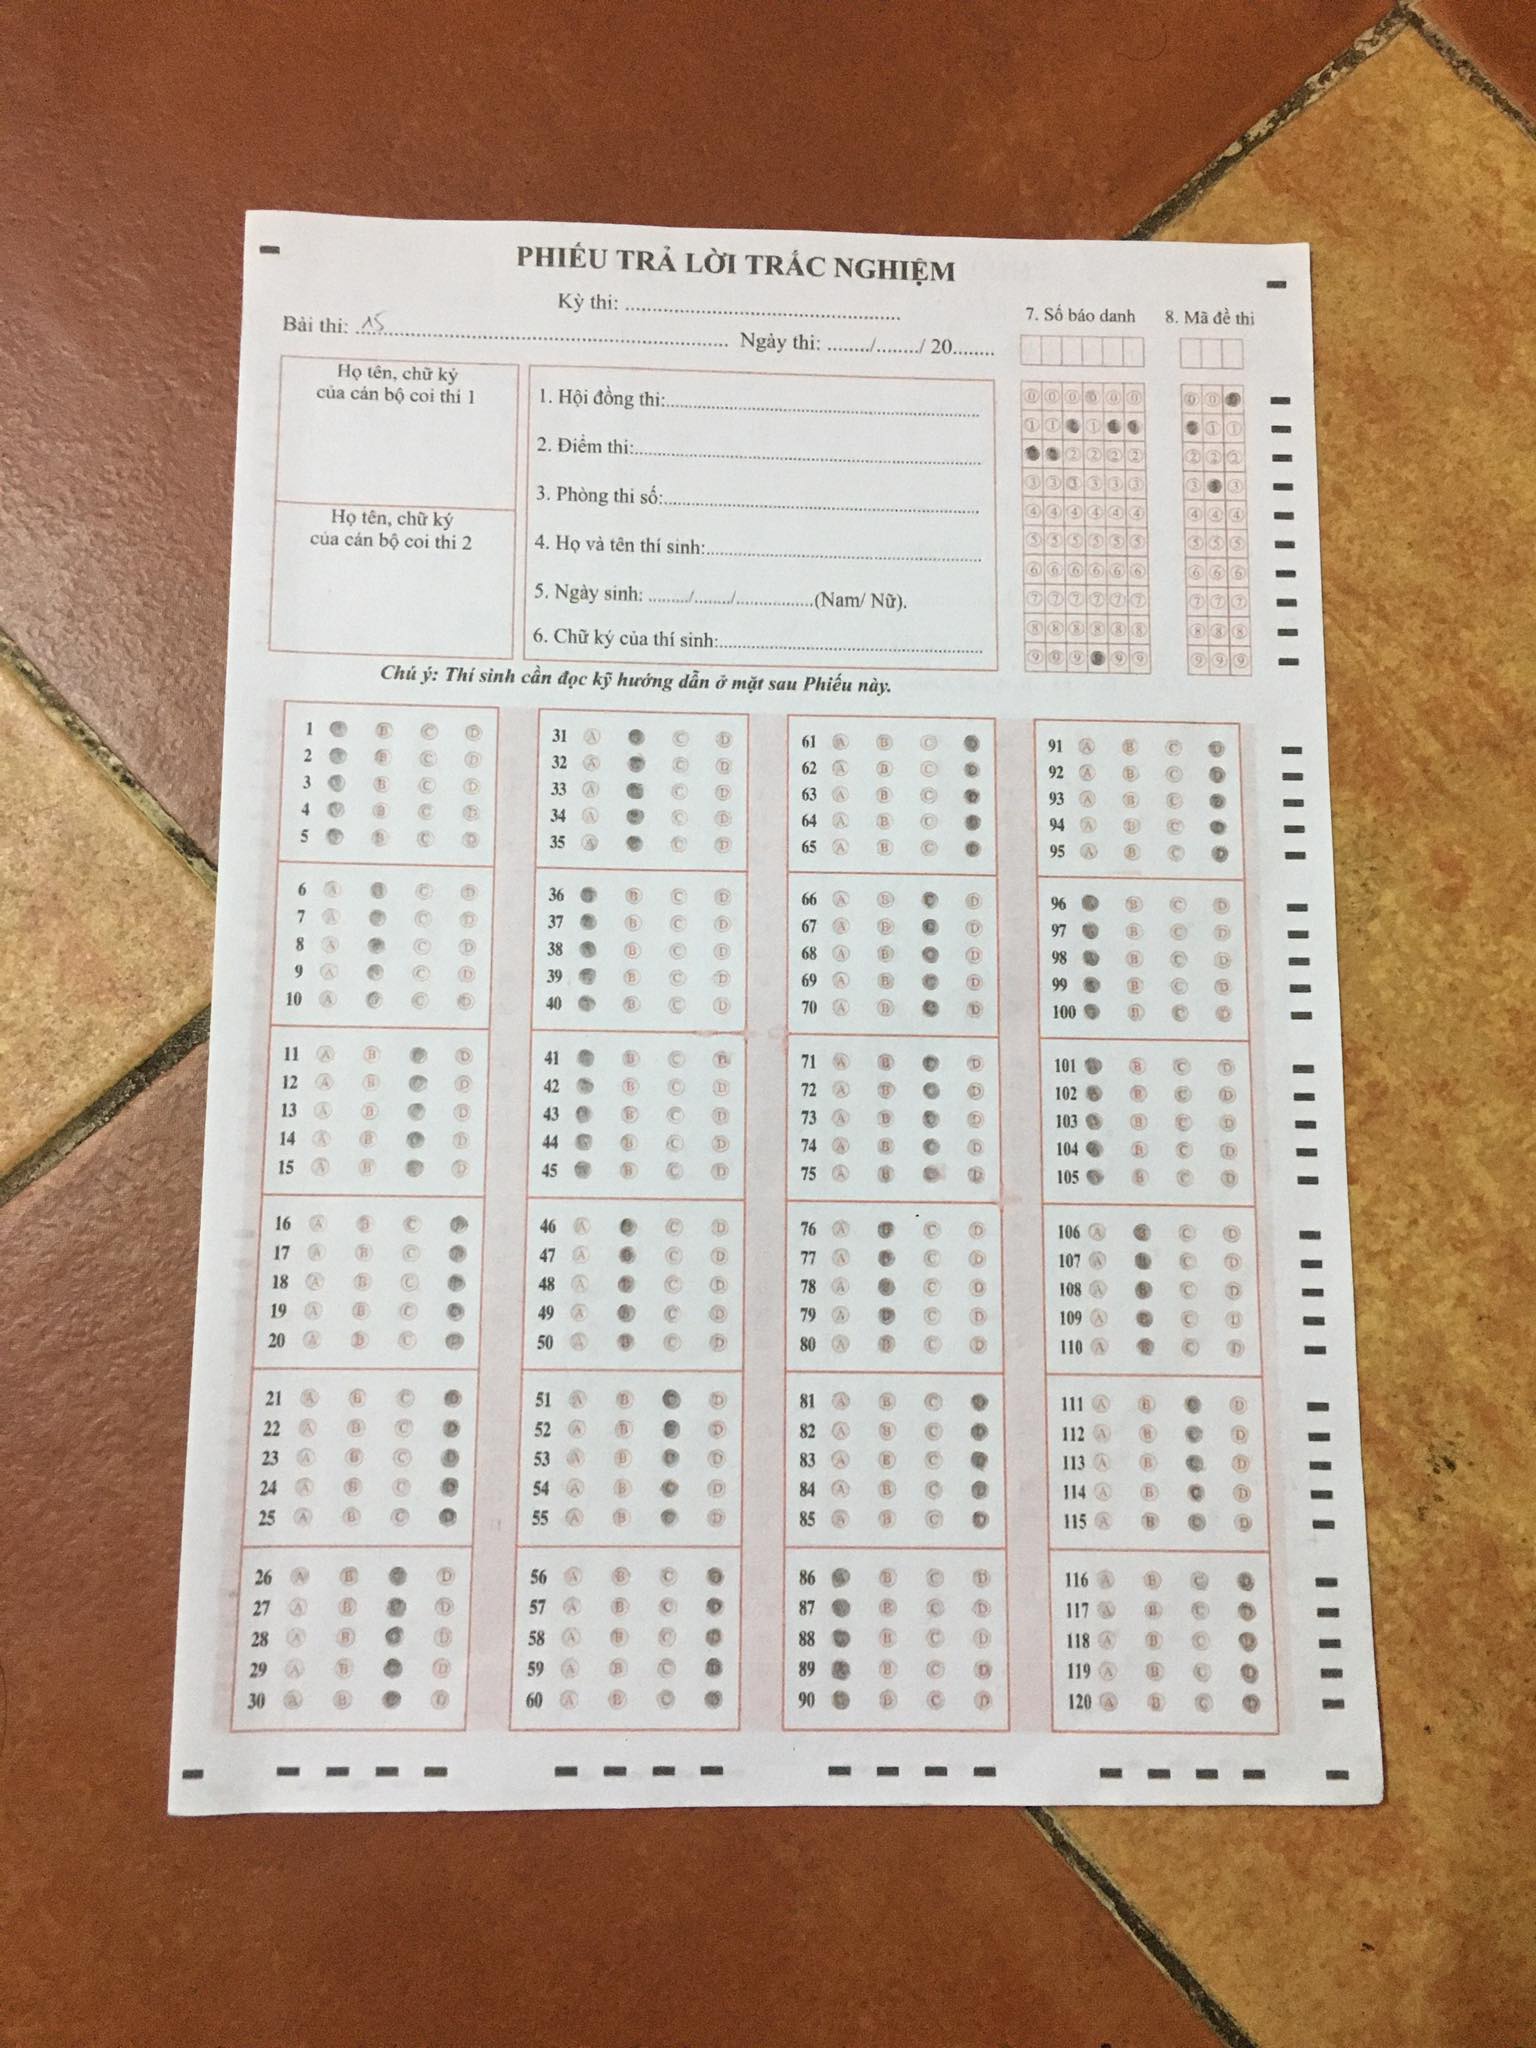 PHIẾU TRẢ LỜI TRẮC NGHIỆM
Kỳ thi: ................................................
Bài thi: 15 ................................................ Ngày thi: ......../......../ 20........
7. Số báo danh
8. Mã đề thi
Họ tên, chữ ký
của cán bộ coi thi 1
Họ tên, chữ ký
của cán bộ coi thi 2
1. Hội đồng thi:................................................
2. Điểm thi:................................................
3. Phòng thi số:................................................
4. Họ và tên thí sinh:................................................
5. Ngày sinh: ......../......../................(Nam/ Nữ).
6. Chữ ký của thí sinh:................................................
Chú ý: Thí sinh cần đọc kỹ hướng dẫn ở mặt sau Phiếu này.
1 B C D
2 B C D
3 B C D
4 B C D
5 B C D
6 A C D
7 A C D
8 A C D
9 A C D
10 A C D
11 A B D
12 A B D
13 A B D
14 A B D
15 A B D
16 A B C
17 A B C
18 A B C
19 A B C
20 A B C
21 A B C D
22 A B C D
23 A B C D
24 A B C D
25 A B C D
26 A B D
27 A B D
28 A B D
29 A B D
30 A B D
31 A C D
32 A C D
33 A C D
34 A C D
35 A C D
36 B C D
37 B C D
38 B C D
39 B C D
40 B C D
41 B C D
42 B C D
43 B C D
44 B C D
45 B C D
46 A B C D
47 A B C D
48 A B C D
49 A B C D
50 A B C D
51 A B C D
52 A B C D
53 A B C D
54 A B C D
55 A B C D
56 A B C D
57 A B C D
58 A B C D
59 A B C D
60 A B C D
61 A B C D
62 A B C D
63 A B C D
64 A B C D
65 A B C D
66 A B C D
67 A B C D
68 A B C D
69 A B C D
70 A B C D
71 A B C D
72 A B C D
73 A B C D
74 A B C D
75 A B C D
76 A B C D
77 A B C D
78 A B C D
79 A B C D
80 A B C D
81 A B C D
82 A B C D
83 A B C D
84 A B C D
85 A B C D
86 A B C D
87 B C D
88 B C D
89 A B C D
90 B C D
91 A B C D
92 A B C D
93 A B C D
94 A B C D
95 A B C D
96 B C D
97 B C D
98 B C D
99 B C D
100 B C D
101 B C D
102 B C D
103 B C D
104 B C D
105 B C D
106 A B C D
107 A B C D
108 A B C D
109 A B C D
110 A B C D
111 A B C D
112 A B C D
113 A B C D
114 A B C D
115 A B C D
116 A B C D
117 A B C D
118 A B C D
119 A B C D
120 A B C D